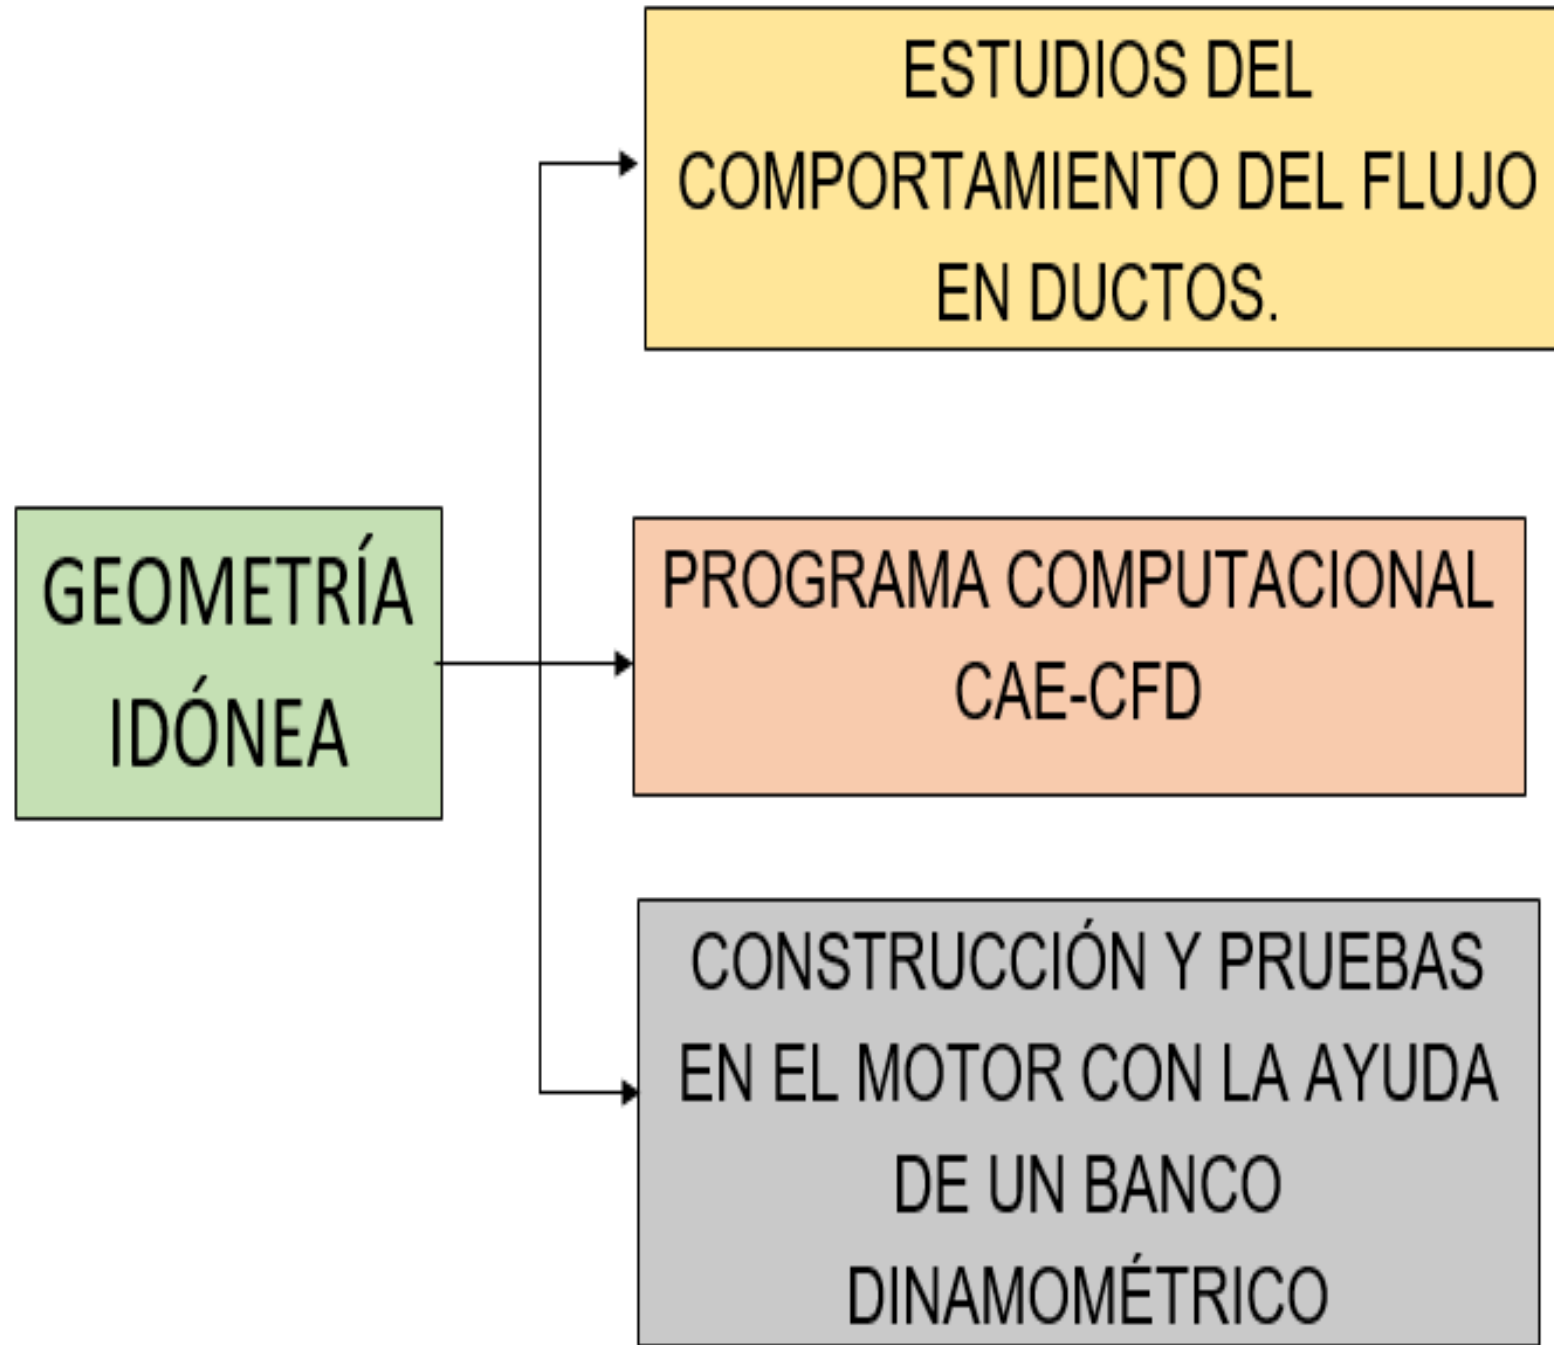 ESTUDIOS DEL
COMPORTAMIENTO DEL FLUJO
EN DUCTOS.
GEOMETRÍA
IDÓNEA
PROGRAMA COMPUTACIONAL
CAE-CFD
CONSTRUCCIÓN Y PRUEBAS
EN EL MOTOR CON LA AYUDA
DE UN BANCO
DINAMOMÉTRICO